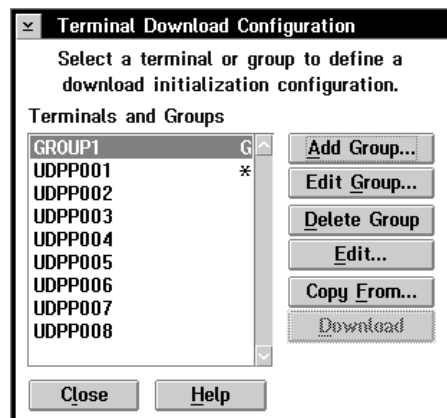 Terminal Download Configuration
Select a terminal or group to define a
download initialization configuration.
Terminals and Groups
GROUP1 G
UDPP001 *
UDPP002
UDPP003
UDPP004
UDPP005
UDPP006
UDPP007
UDPP008
Add Group...
Edit Group...
Delete Group
Edit...
Copy From...
Download
Close
Help